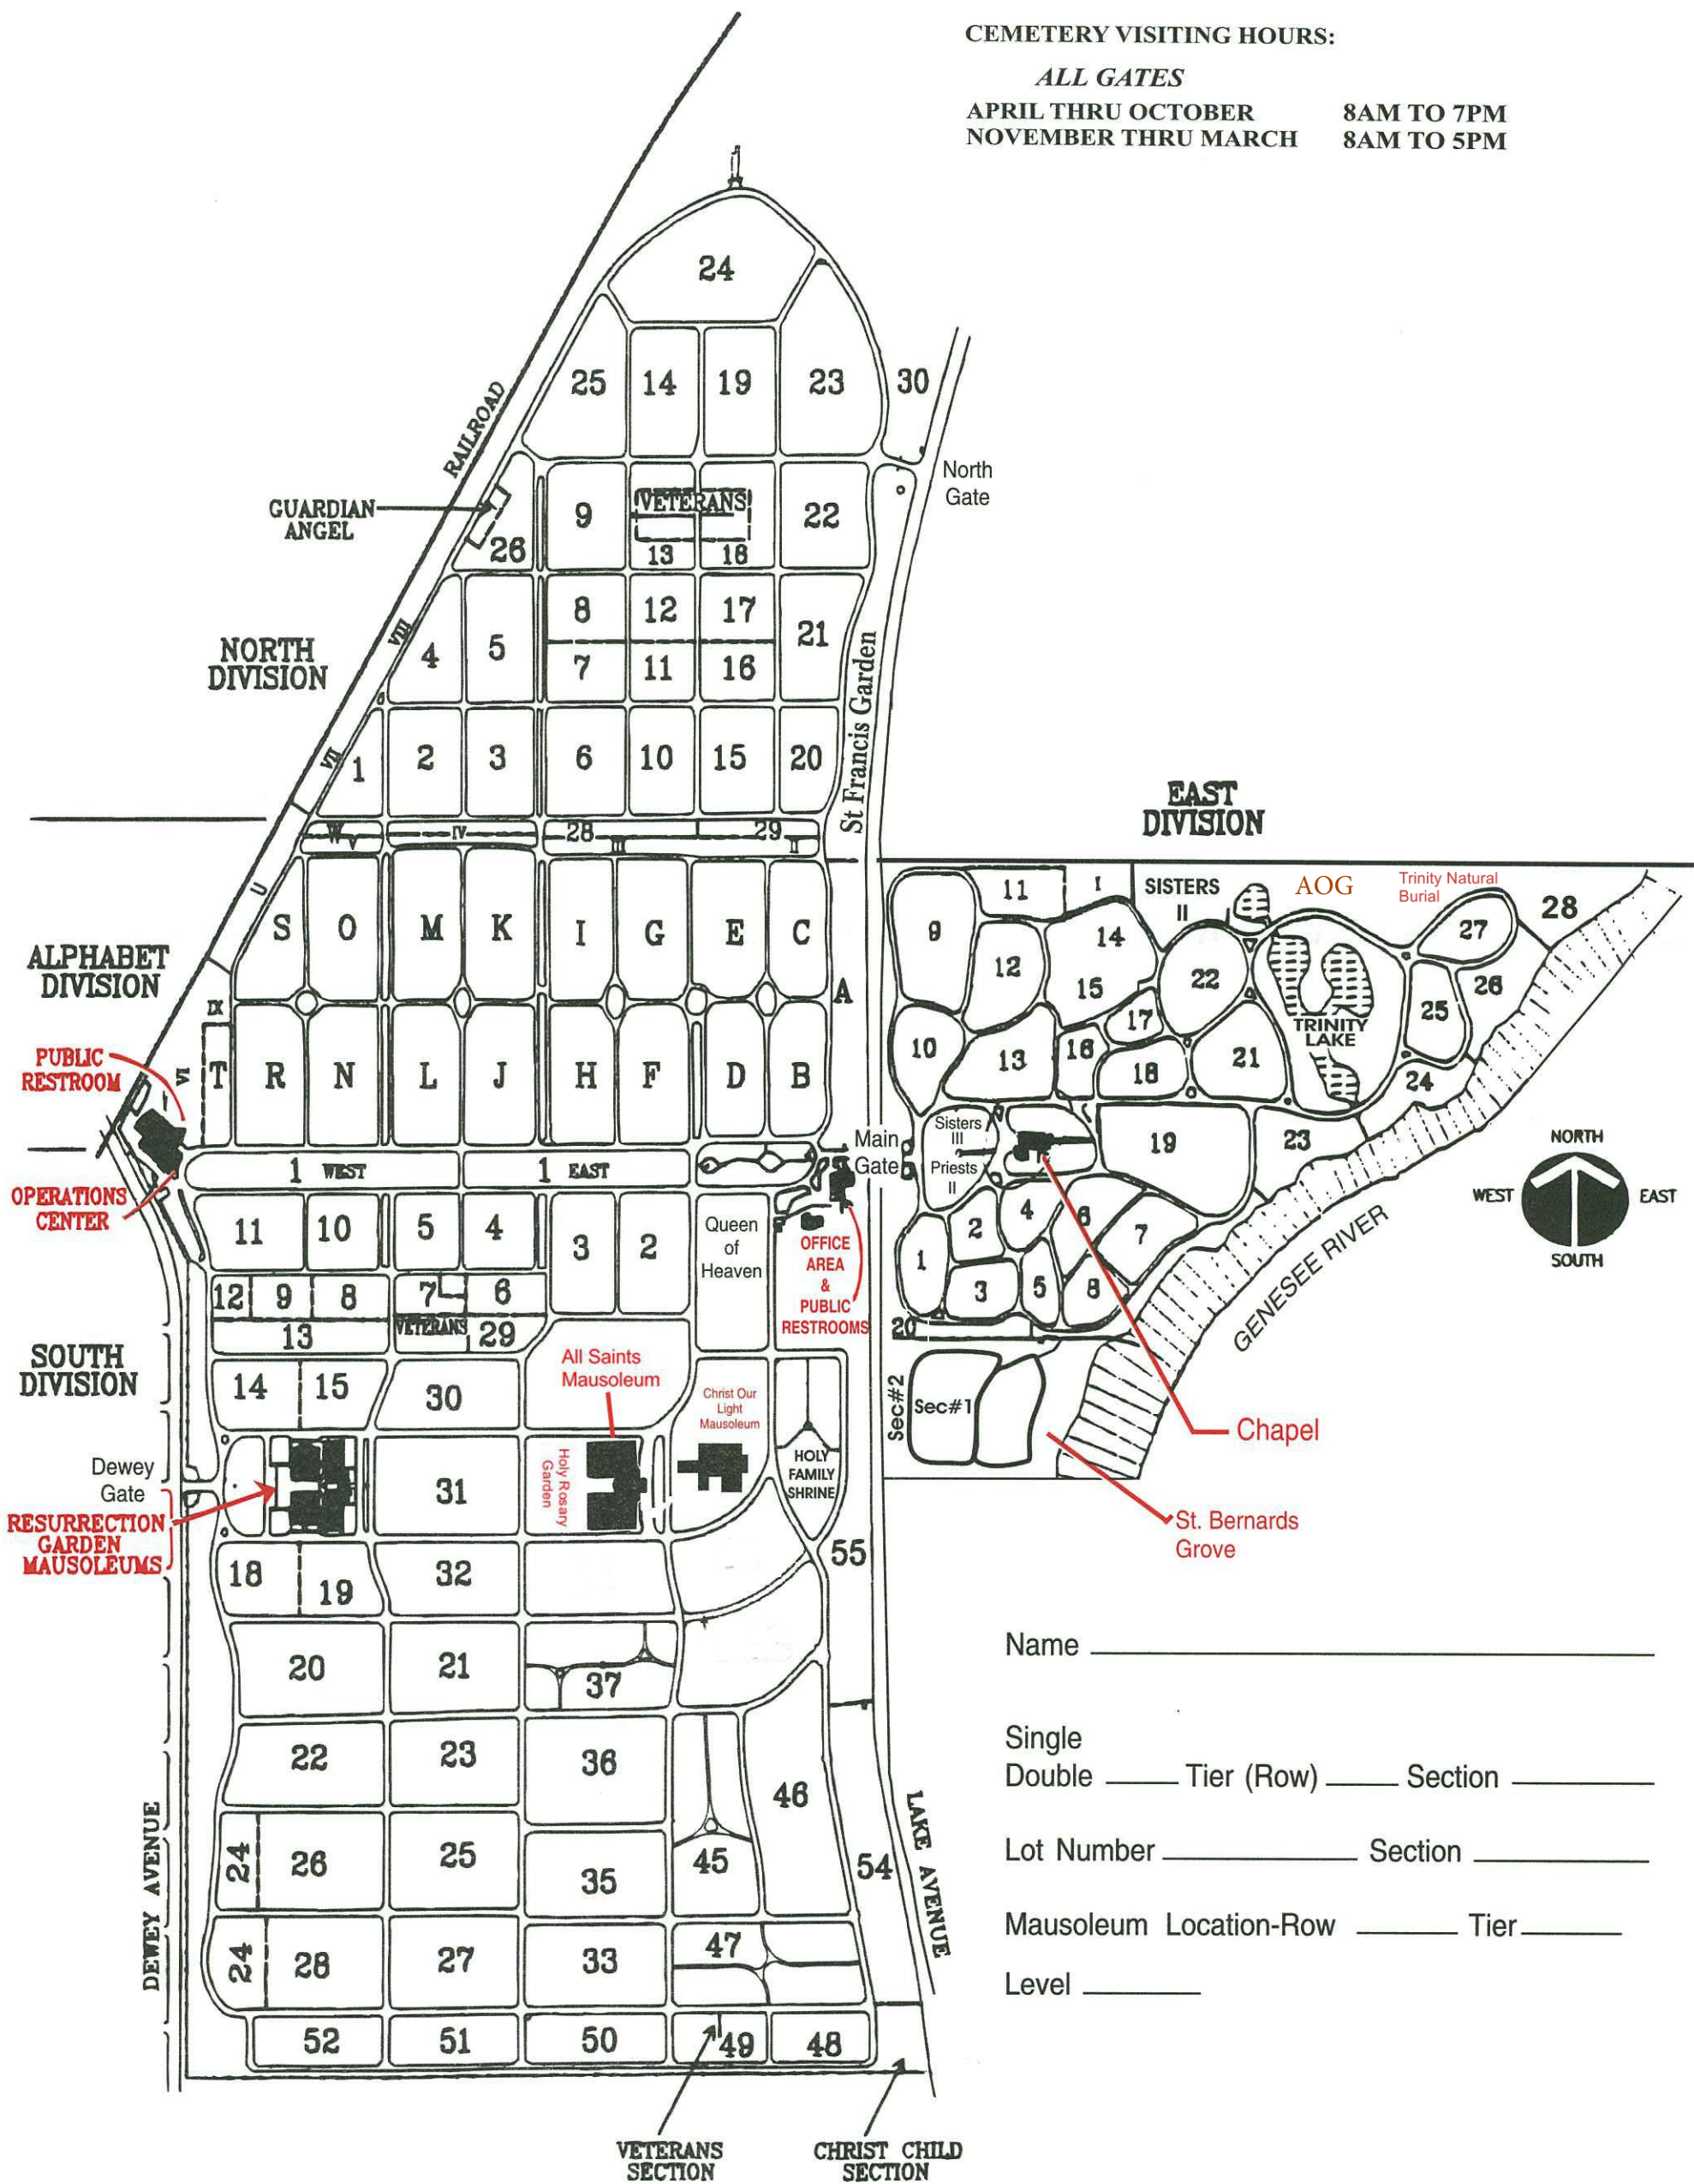 CEMETERY VISITING HOURS:
ALL GATES
APRIL THRU OCTOBER 8AM TO 7PM
NOVEMBER THRU MARCH 8AM TO 5PM
24
25 14 19 23 30
RAILROAD
North
Gate
GUARDIAN
ANGEL
9 VETERANS 22
26 13 18
NORTH
DIVISION
VIII
4 5 8 12 17 21
7 11 16
St Francis Garden
VII
1 2 3 6 10 15 20
W V IV 28 III 29 II
EAST
DIVISION
U
S O M K I G E C
ALPHABET
DIVISION
A
IX
VI
T R N L J H F D B
PUBLIC
RESTROOM
OPERATIONS
CENTER
1 WEST 1 EAST
Main
Gate
11 I SISTERS
II
AOG
Trinity Natural
Burial
28
9 12 14 22 27
15 17 26
TRINITY
LAKE
25
10 13 16 18 21 24
Sisters
III
Priests
II
19 23
NORTH
WEST EAST
SOUTH
GENESEE RIVER
1 2 4 6 7
3 5 8
20
Sec#2
Sec#1
Chapel
St. Bernards
Grove
11 10 5 4 3 2
Queen
of
Heaven
OFFICE
AREA
&
PUBLIC
RESTROOMS
12 9 8 7 6
13 VETERANS 29
SOUTH
DIVISION
14 15 30
All Saints
Mausoleum
Christ Our
Light
Mausoleum
Dewey
Gate
31
Holy Rosary
Garden
HOLY
FAMILY
SHRINE
RESURRECTION
GARDEN
MAUSOLEUMS
55
18 19 32
20 21 37
22 23 36 46
24 26 25 35 45 54
24 28 27 33 47
52 51 50 49 48
DEWEY AVENUE
LAKE AVENUE
VETERANS
SECTION
CHRIST CHILD
SECTION
Name
Single
Double Tier (Row) Section
Lot Number Section
Mausoleum Location-Row Tier
Level